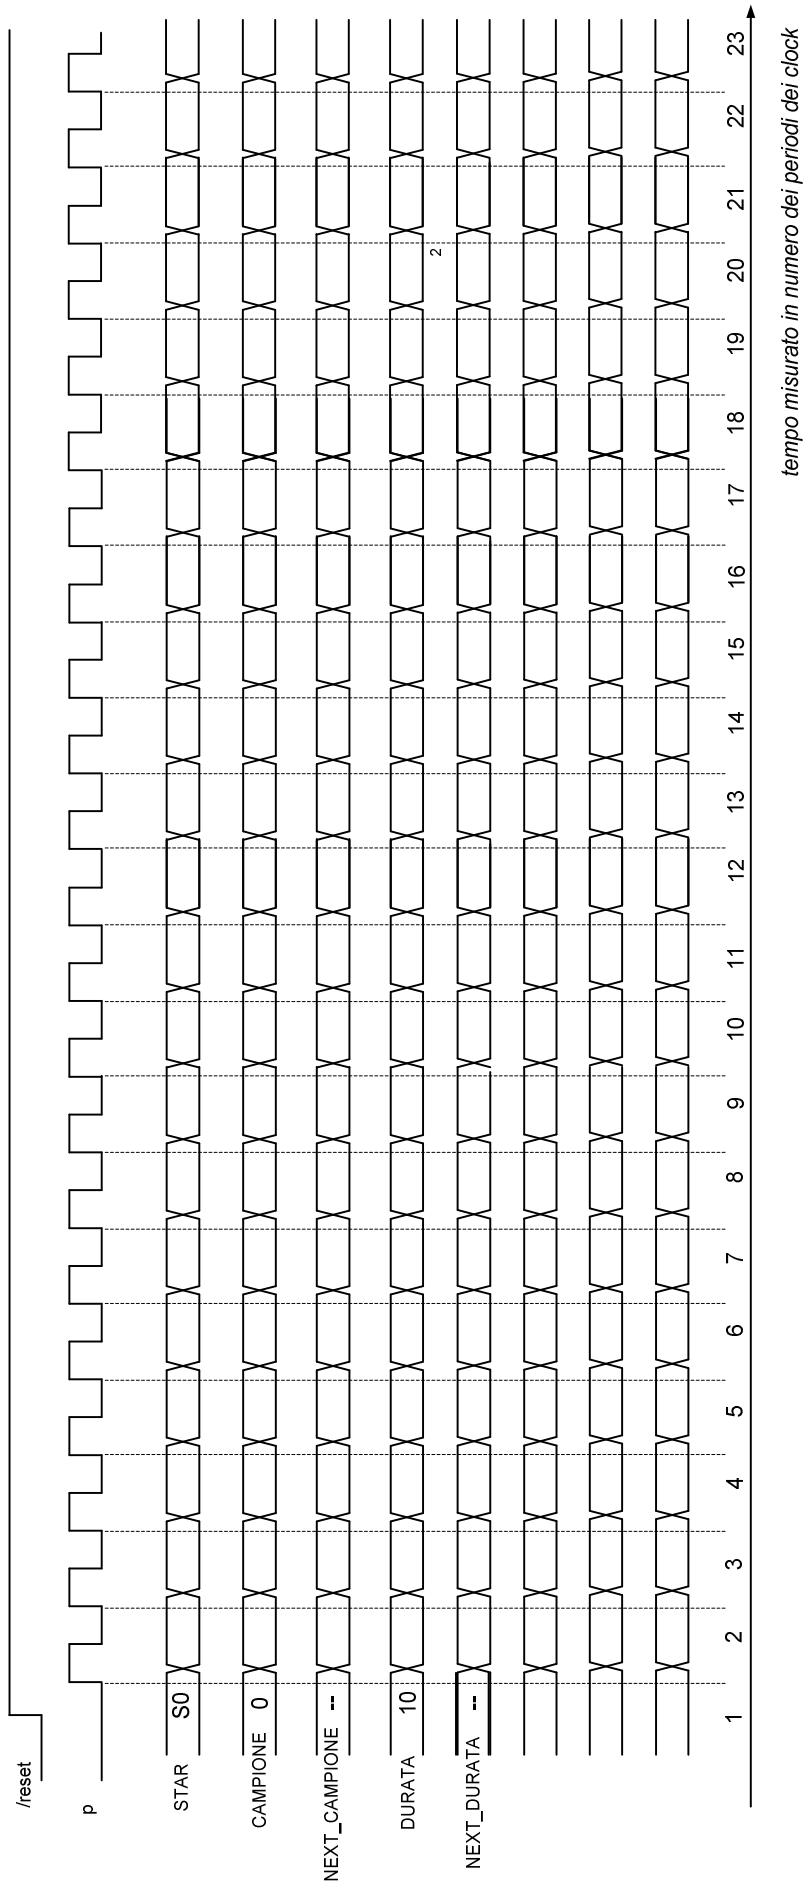 /reset
p
STAR S0
CAMPIONE 0
NEXT_CAMPIONE --
DURATA 10
2
NEXT_DURATA --
1 2 3 4 5 6 7 8 9 10 11 12 13 14 15 16 17 18 19 20 21 22 23
tempo misurato in numero dei periodi dei clock